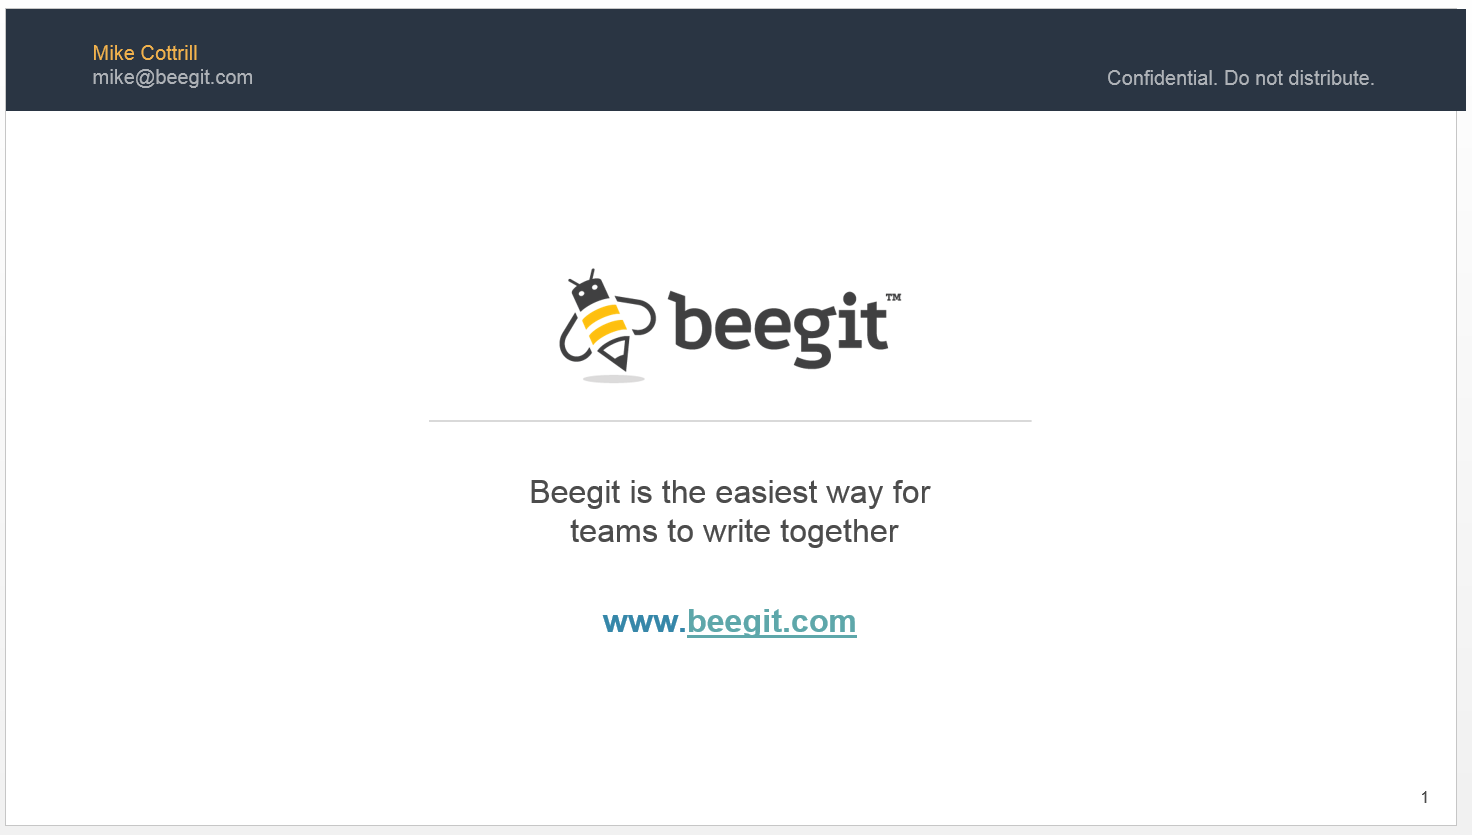 Mike Cottrill
mike@beegit.com
Confidential. Do not distribute.
beegit™
Beegit is the easiest way for
teams to write together
www.beegit.com
1